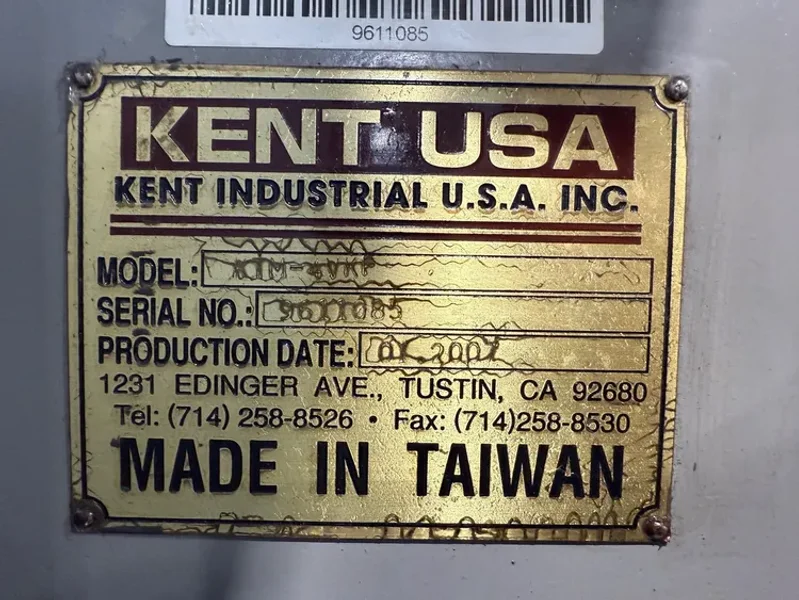 9611085
KENT USA
KENT INDUSTRIAL U.S.A. INC.
MODEL:
SERIAL NO.: 9611085
PRODUCTION DATE:
1231 EDINGER AVE., TUSTIN, CA 92680
Tel: (714) 258-8526 • Fax: (714)258-8530
MADE IN TAIWAN